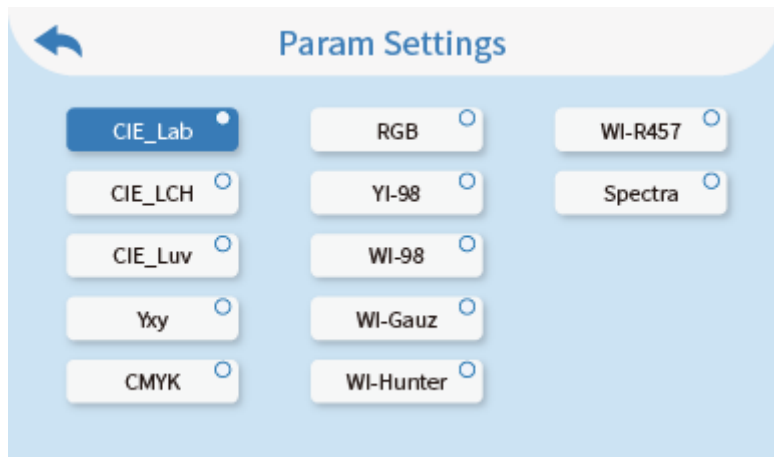 Param Settings
CIE_Lab
RGB
WI-R457
CIE_LCH
YI-98
Spectra
CIE_Luv
WI-98
Yxy
WI-Gauz
CMYK
WI-Hunter